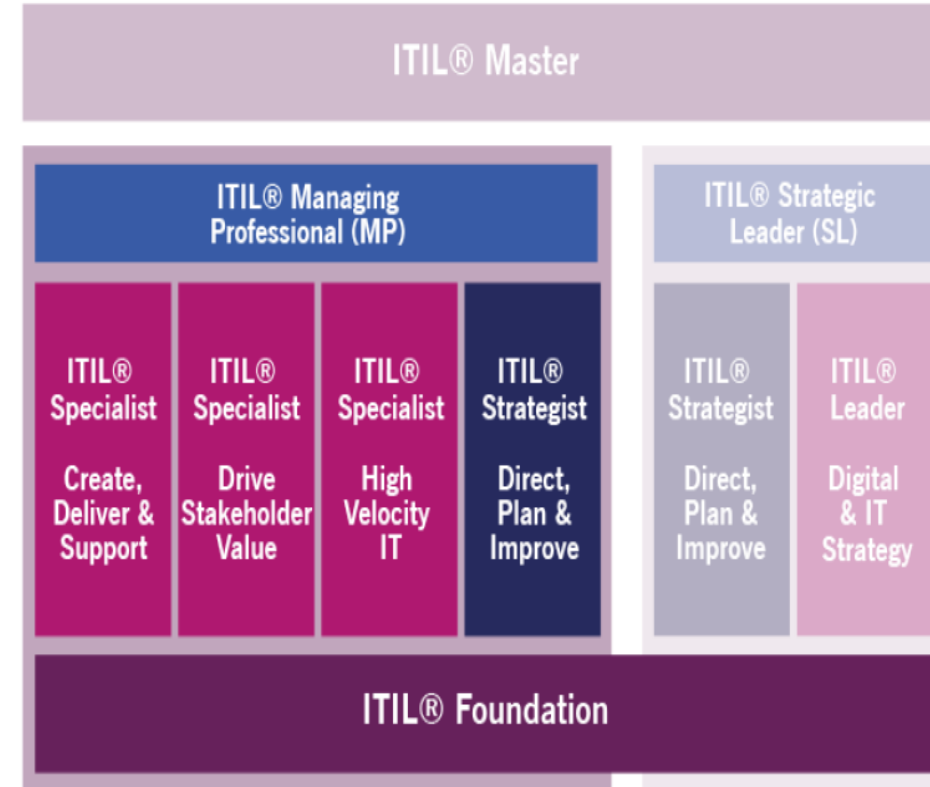 ITIL® Master
ITIL® Managing
Professional (MP)
ITIL® Strategic
Leader (SL)
ITIL®
Specialist
Create,
Deliver &
Support
ITIL®
Specialist
Drive
Stakeholder
Value
ITIL®
Specialist
High
Velocity
IT
ITIL®
Strategist
Direct,
Plan &
Improve
ITIL®
Strategist
Direct,
Plan &
Improve
ITIL®
Leader
Digital
& IT
Strategy
ITIL® Foundation